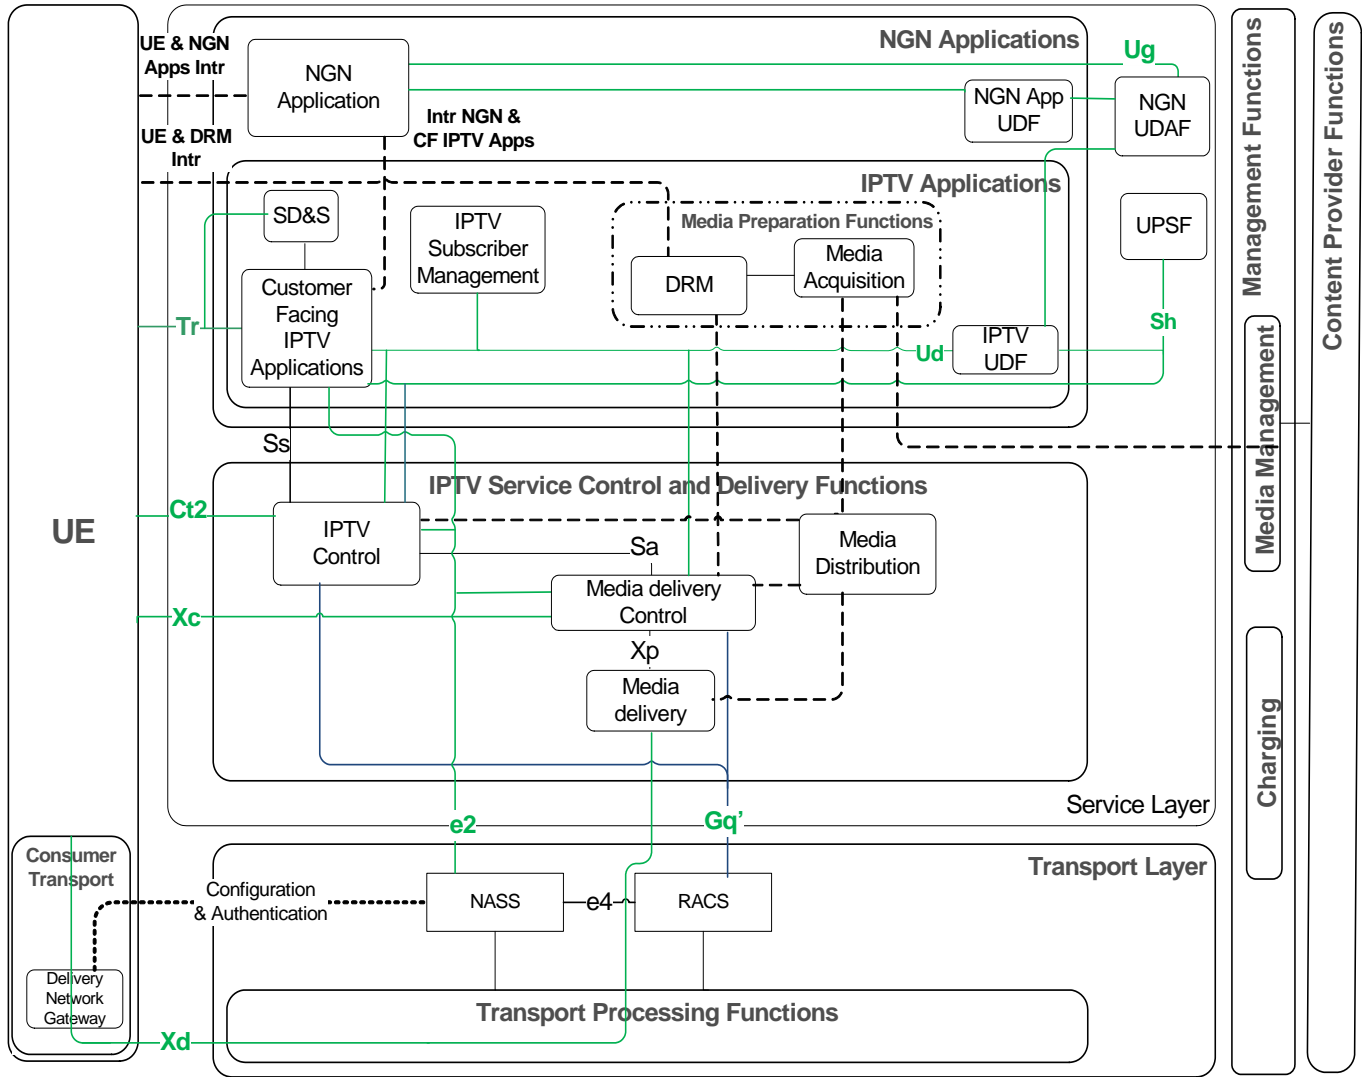 UE & NGN
Apps Intr
NGN
Application
NGN Applications
Ug
NGN App
UDF
NGN
UDAF
Intr NGN &
CF IPTV Apps
UE & DRM
Intr
IPTV Applications
SD&S
IPTV
Subscriber
Management
Media Preparation Functions
Media
Acquisition
DRM
UPSF
Customer
Facing
IPTV
Applications
Tr
Ud
IPTV
UDF
Sh
Ss
IPTV Service Control and Delivery Functions
UE
Ct2
IPTV
Control
Media
Distribution
Sa
Media delivery
Control
Xc
Xp
Media
delivery
Service Layer
e2
Gq’
Consumer
Transport
Transport Layer
Configuration
& Authentication
NASS
e4
RACS
Delivery
Network
Gateway
Transport Processing Functions
Xd
Management Functions
Media Management
Charging
Content Provider Functions